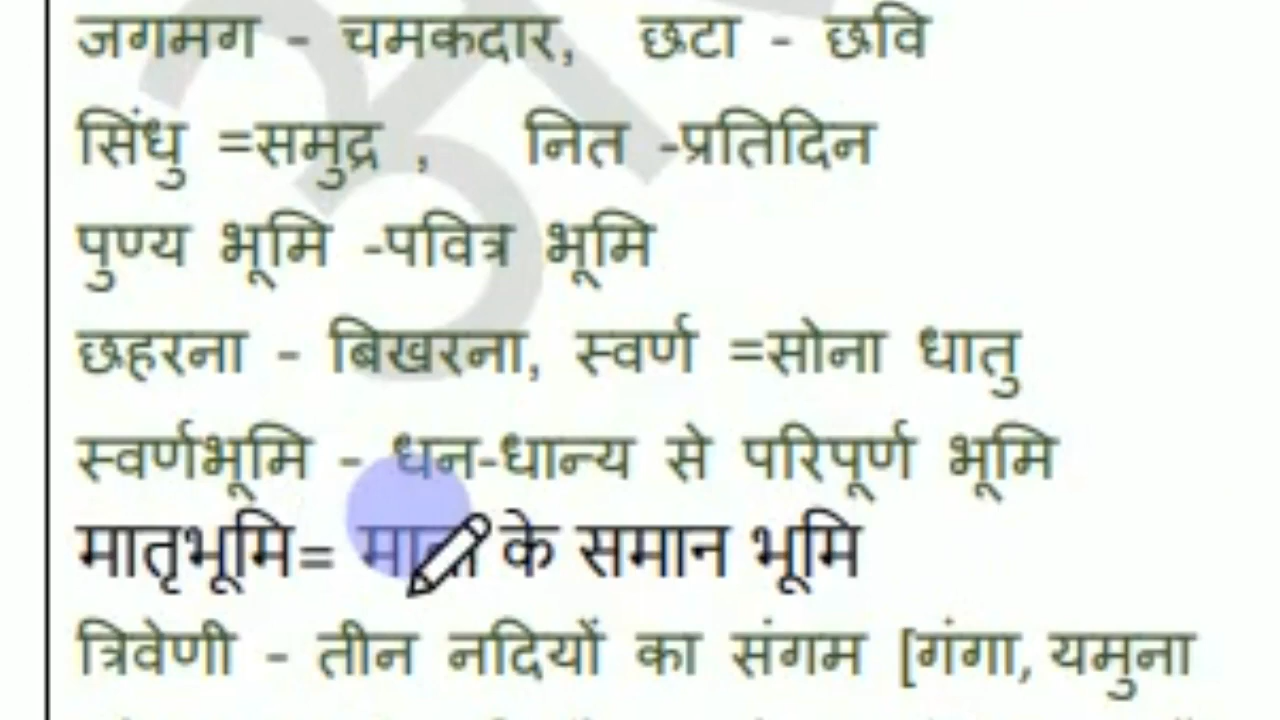 जगमग - चमकदार, छटा - छवि
सिंधु =समुद्र , नित -प्रतिदिन
पुण्य भूमि -पवित्र भूमि
छहरना - बिखरना, स्वर्ण =सोना धातु
स्वर्णभूमि - धन-धान्य से परिपूर्ण भूमि
मातृभूमि= माता के समान भूमि
त्रिवेणी - तीन नदियों का संगम [गंगा, यमुना